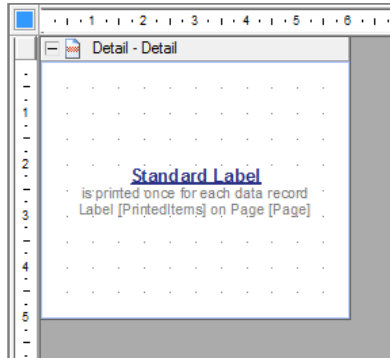 1 2 3 4 5 6
Detail - Detail
1
2
3
4
5
Standard Label
is printed once for each data record
Label [PrintedItems] on Page [Page]